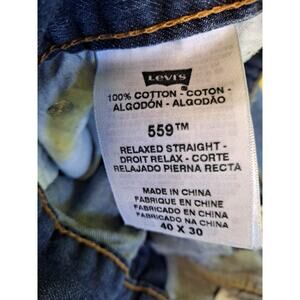 Levi's
®
100% COTTON - COTON -
ALGODÓN - ALGODÃO
559™
RELAXED STRAIGHT -
DROIT RELAX - CORTE
RELAJADO PIERNA RECTA
MADE IN CHINA
FABRIQUE EN CHINE
FABRICADO EN CHINA
FABRICADO NA CHINA
40 X 30